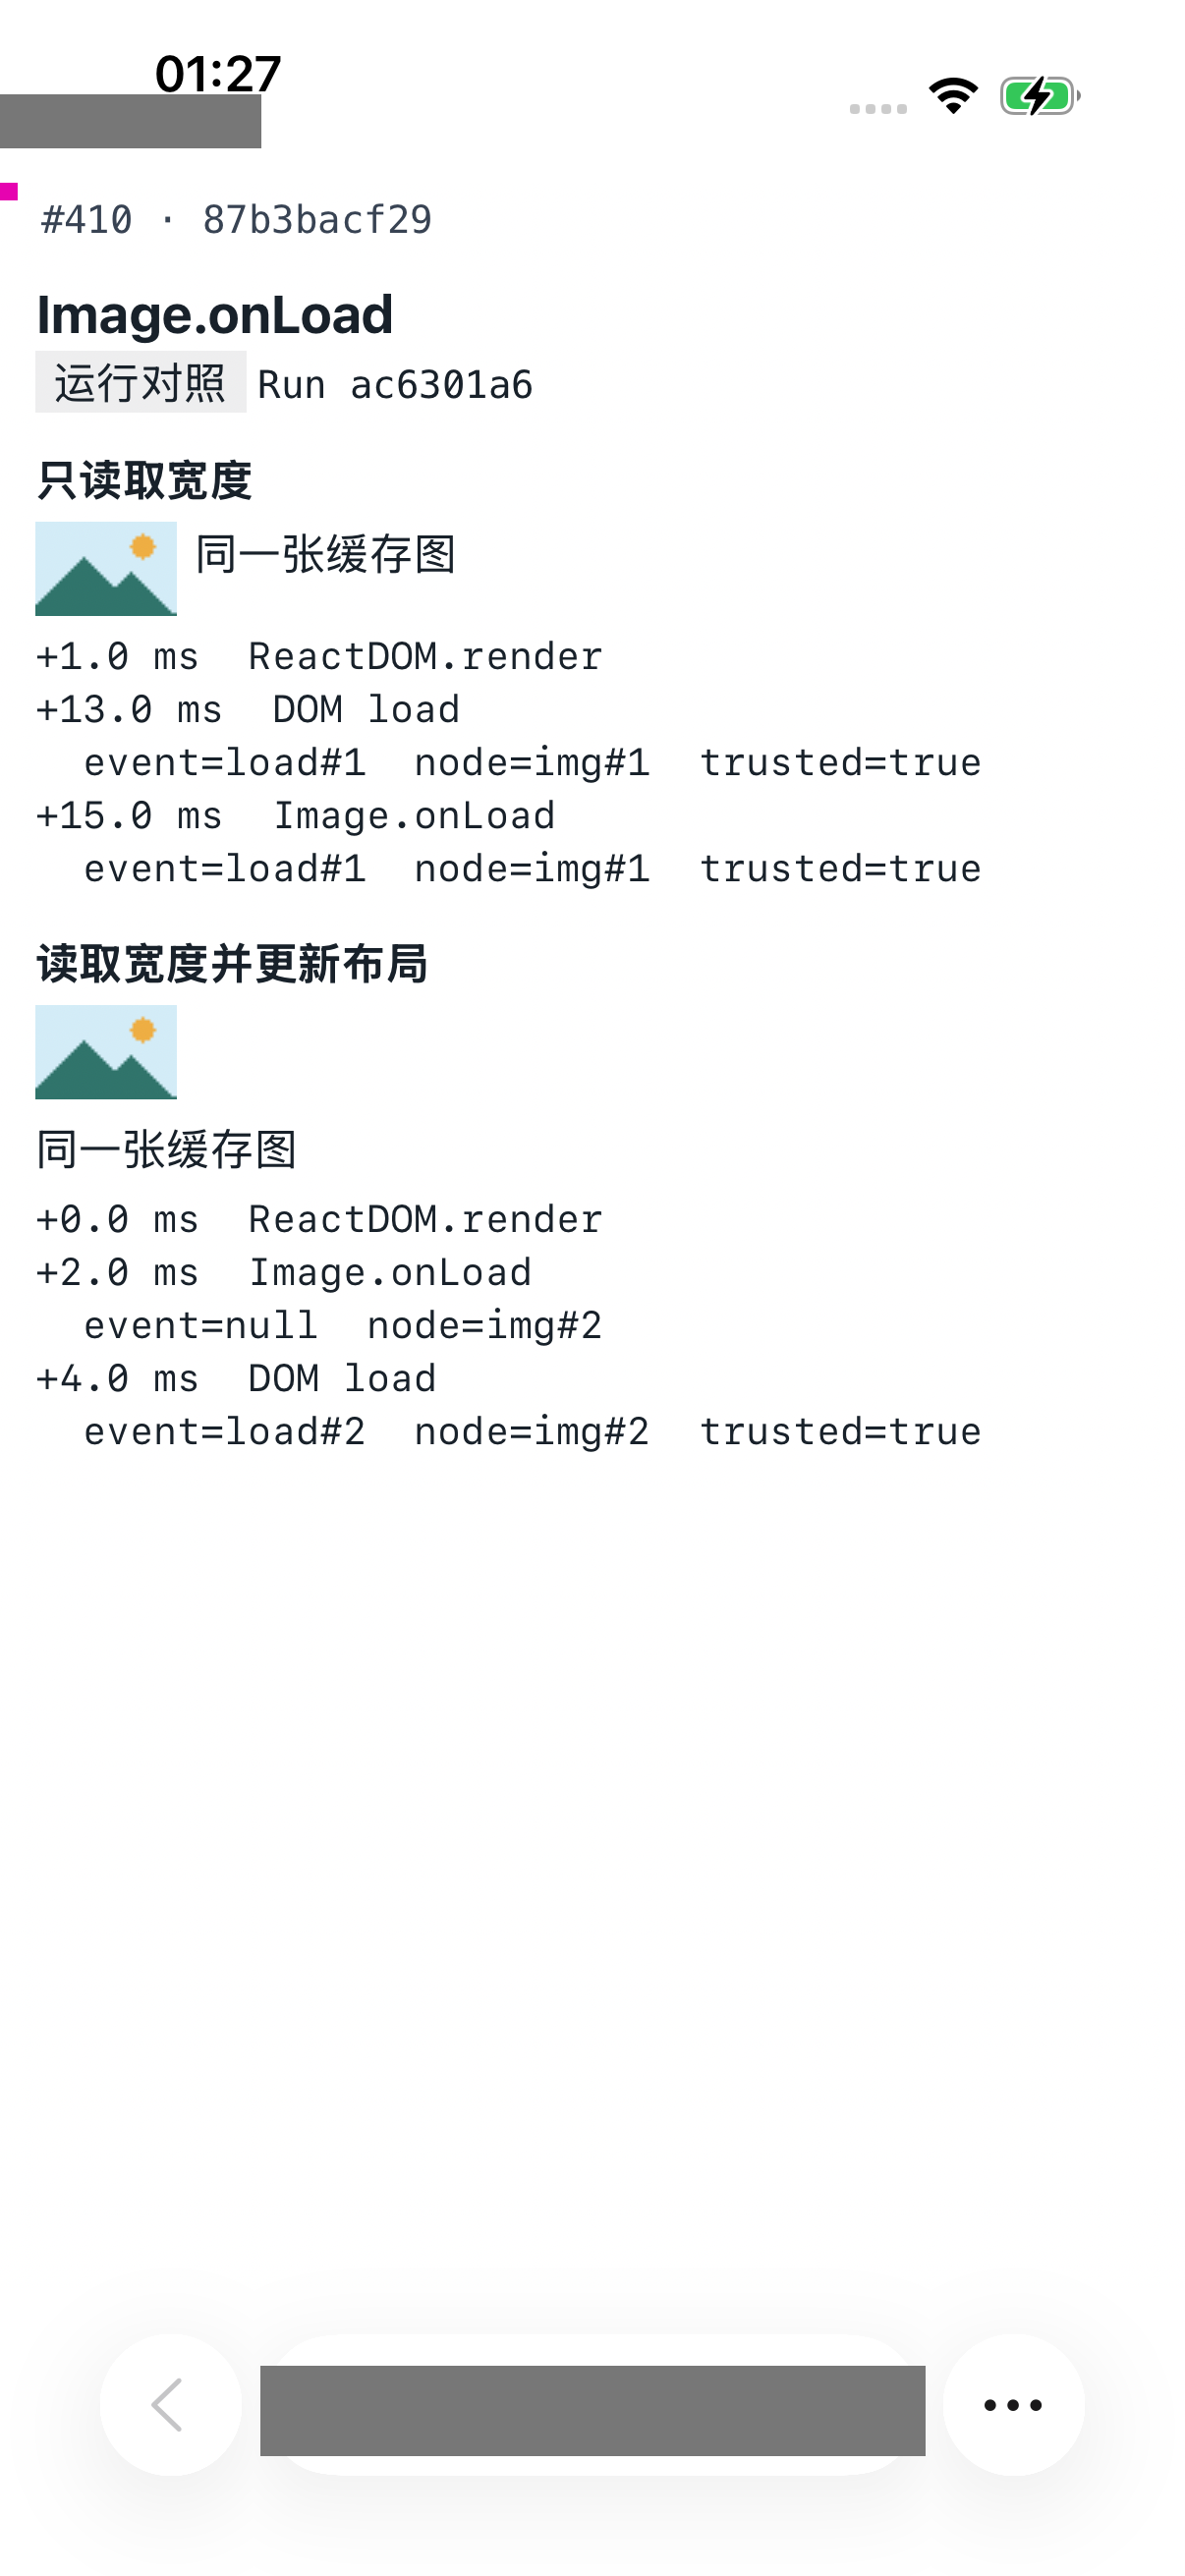 01:27
#410 · 87b3bacf29
Image.onLoad
运行对照 Run ac6301a6
只读取宽度
同一张缓存图
+1.0 ms  ReactDOM.render
+13.0 ms  DOM load
event=load#1  node=img#1  trusted=true
+15.0 ms  Image.onLoad
event=load#1  node=img#1  trusted=true
读取宽度并更新布局
同一张缓存图
+0.0 ms  ReactDOM.render
+2.0 ms  Image.onLoad
event=null  node=img#2
+4.0 ms  DOM load
event=load#2  node=img#2  trusted=true